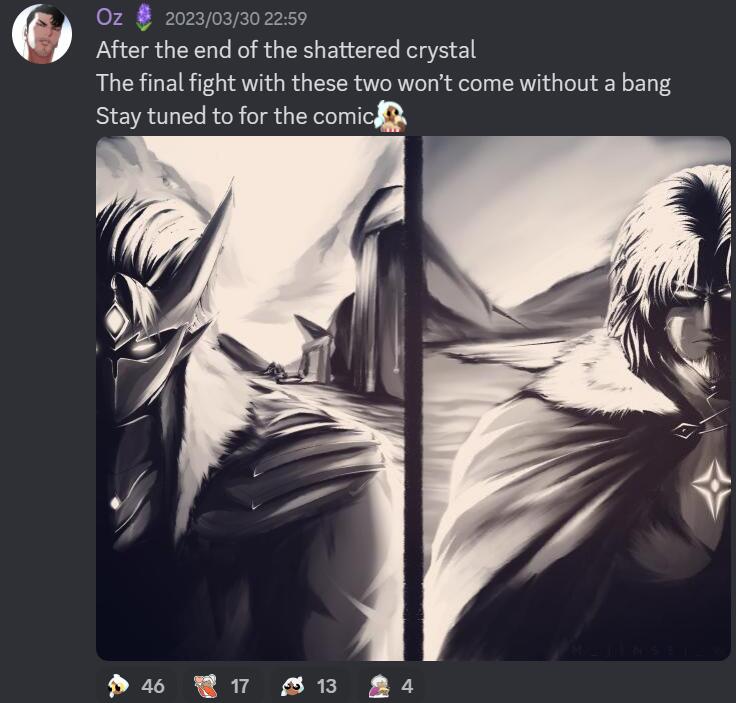 Oz 2023/03/30 22:59
After the end of the shattered crystal
The final fight with these two won't come without a bang
Stay tuned to for the comic
46 17 13 4